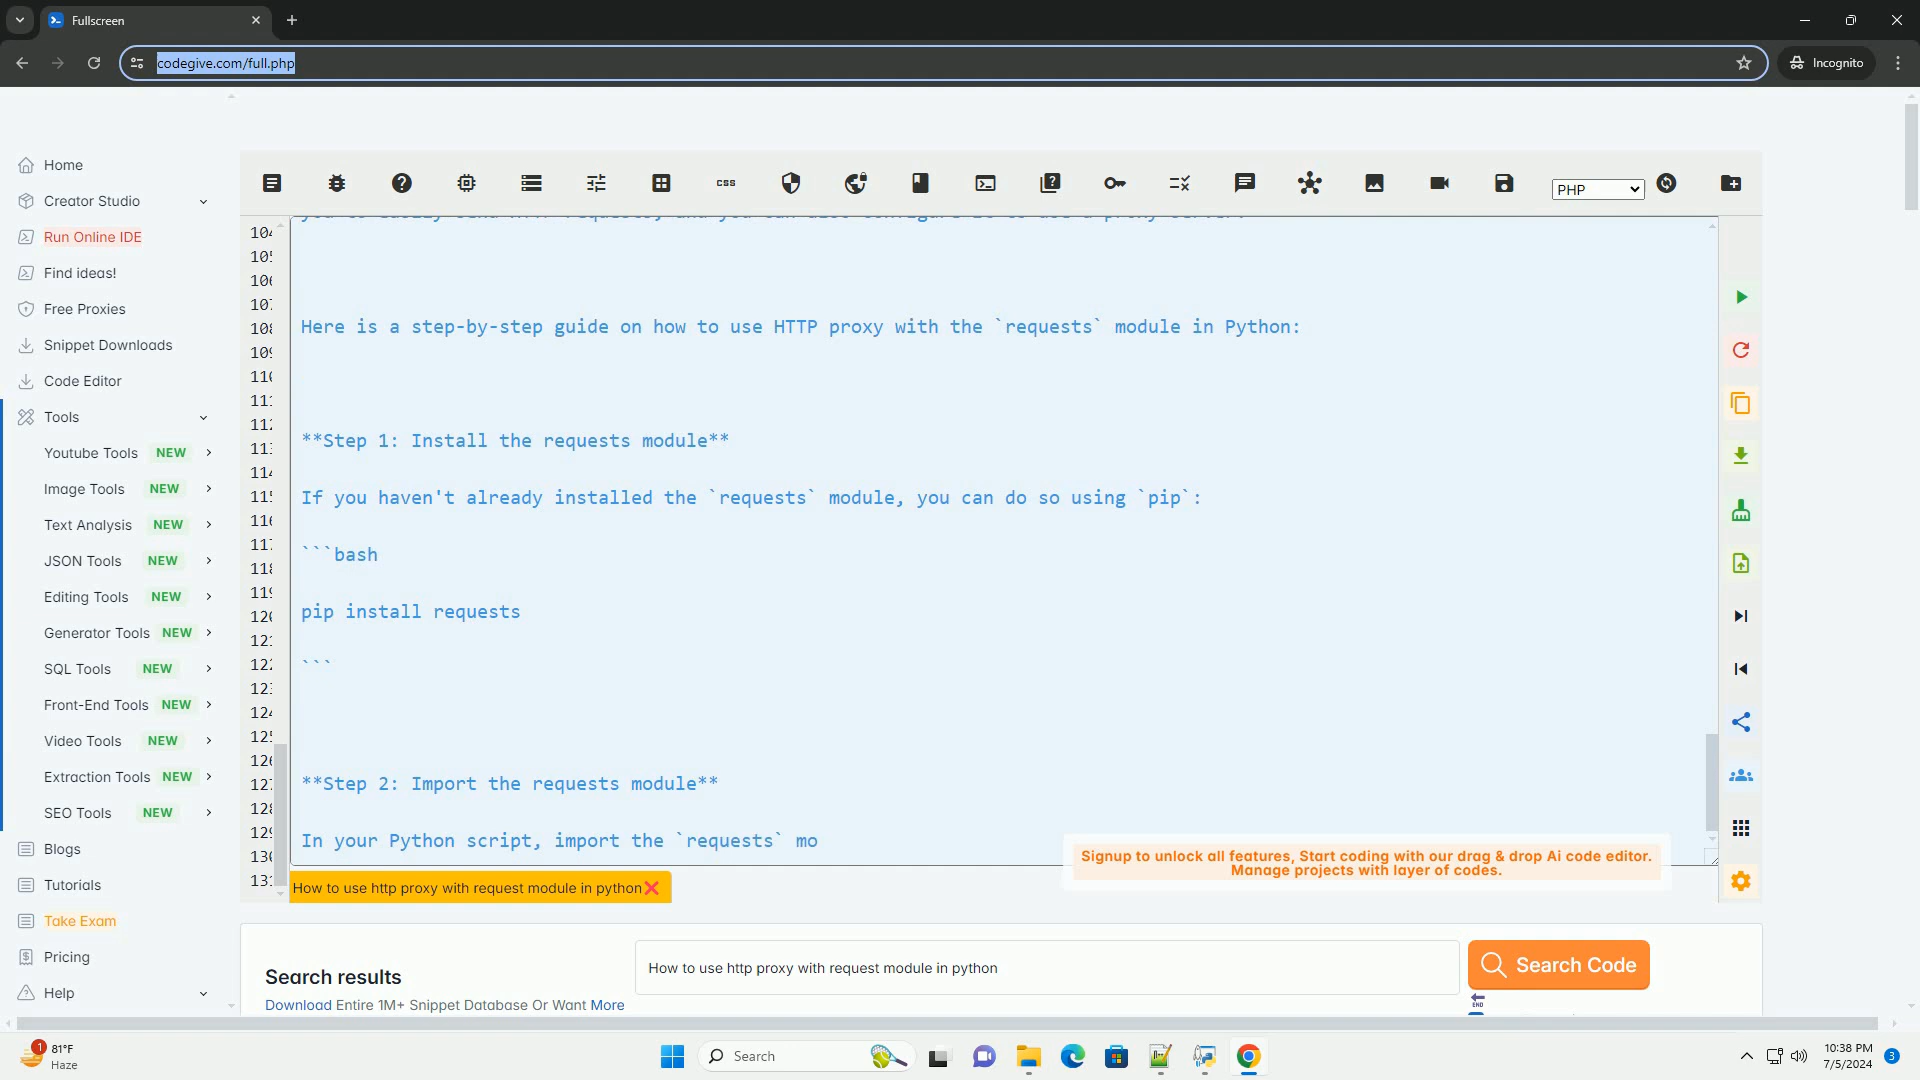 Fullscreen
codegive.com/full.php
Incognito
Home
Creator Studio
Run Online IDE
Find ideas!
Free Proxies
Snippet Downloads
Code Editor
Tools
Youtube Tools NEW
Image Tools NEW
Text Analysis NEW
JSON Tools NEW
Editing Tools NEW
Generator Tools NEW
SQL Tools NEW
Front-End Tools NEW
Video Tools NEW
Extraction Tools NEW
SEO Tools NEW
Blogs
Tutorials
Take Exam
Pricing
Help
css
PHP
Here is a step-by-step guide on how to use HTTP proxy with the `requests` module in Python:
**Step 1: Install the requests module**
If you haven't already installed the `requests` module, you can do so using `pip`:
```bash
pip install requests
```
**Step 2: Import the requests module**
In your Python script, import the `requests` mo
Signup to unlock all features, Start coding with our drag & drop Ai code editor.
Manage projects with layer of codes.
How to use http proxy with request module in python
Search results
Download Entire 1M+ Snippet Database Or Want More
How to use http proxy with request module in python
Search Code
END
1
81°F
Haze
Search
10:38 PM
7/5/2024
3